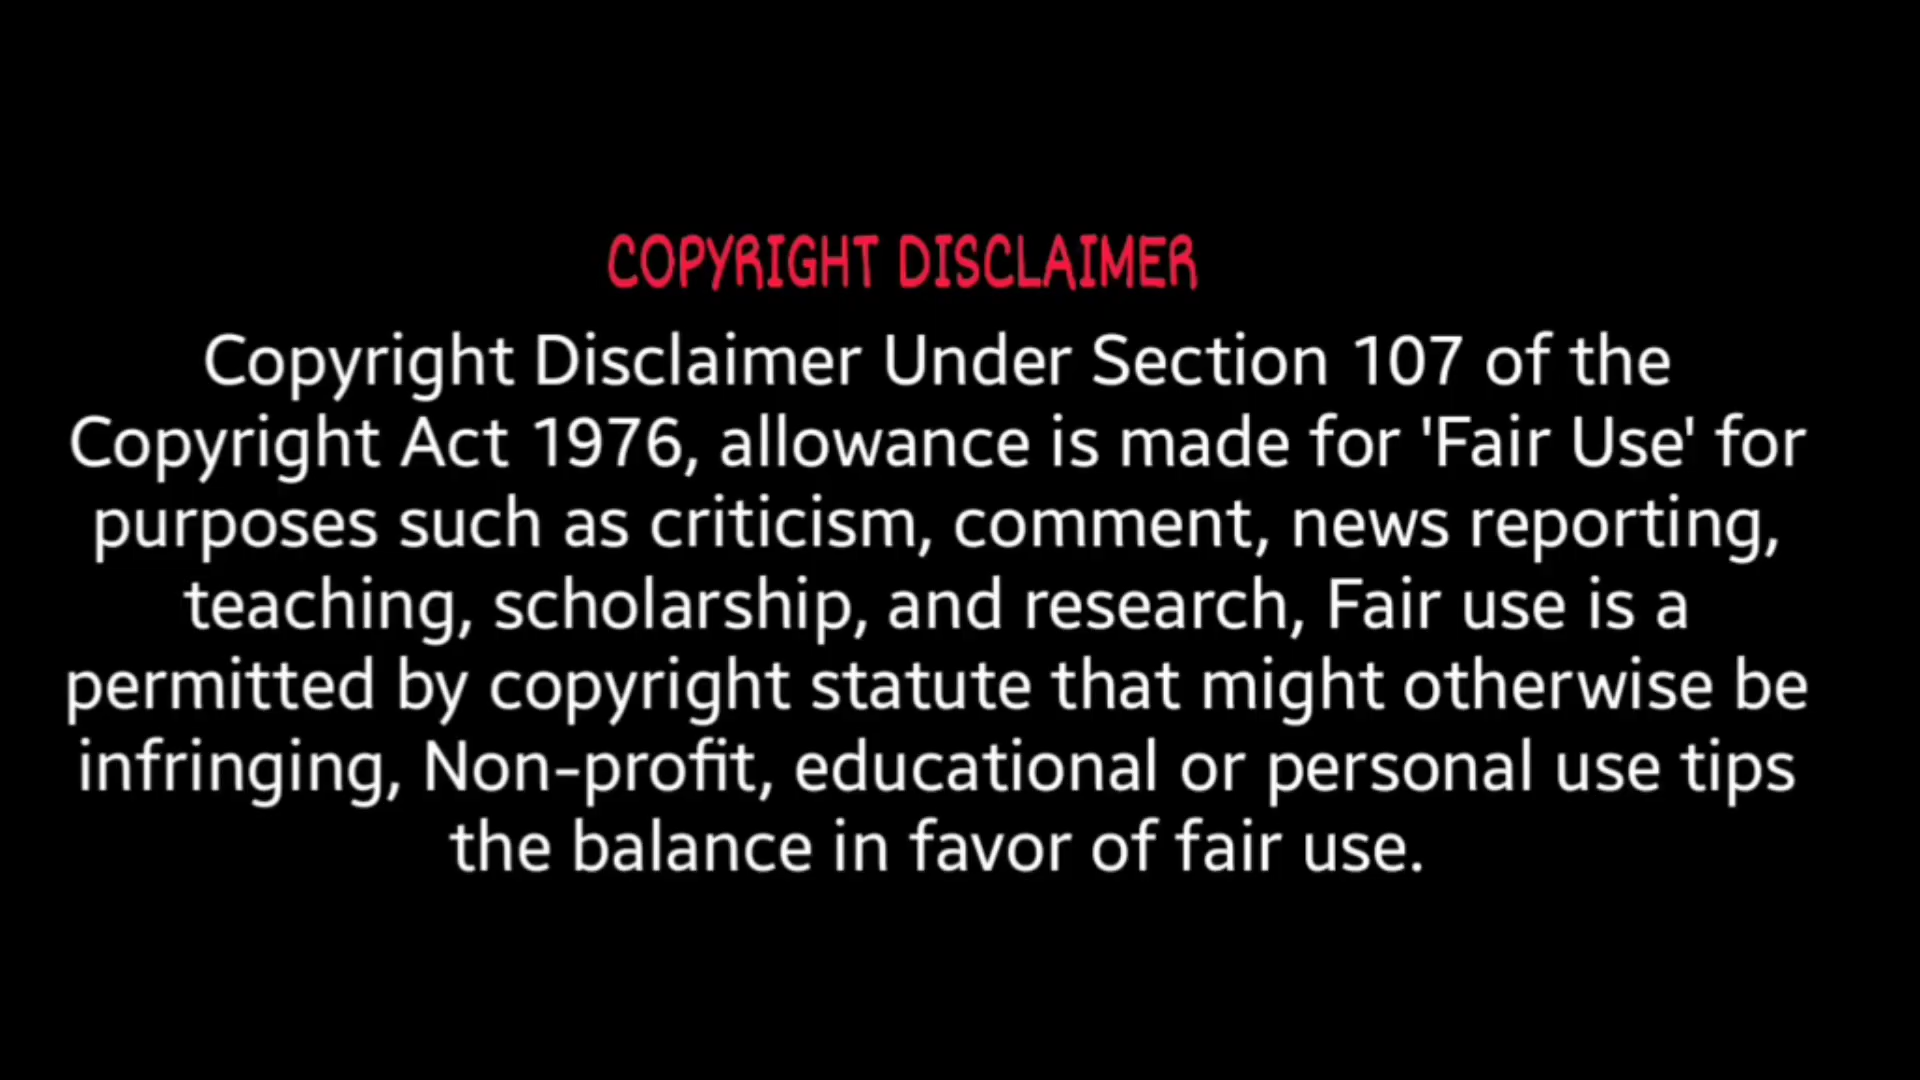 COPYRIGHT DISCLAIMER
Copyright Disclaimer Under Section 107 of the
Copyright Act 1976, allowance is made for 'Fair Use' for
purposes such as criticism, comment, news reporting,
teaching, scholarship, and research, Fair use is a
permitted by copyright statute that might otherwise be
infringing, Non-profit, educational or personal use tips
the balance in favor of fair use.